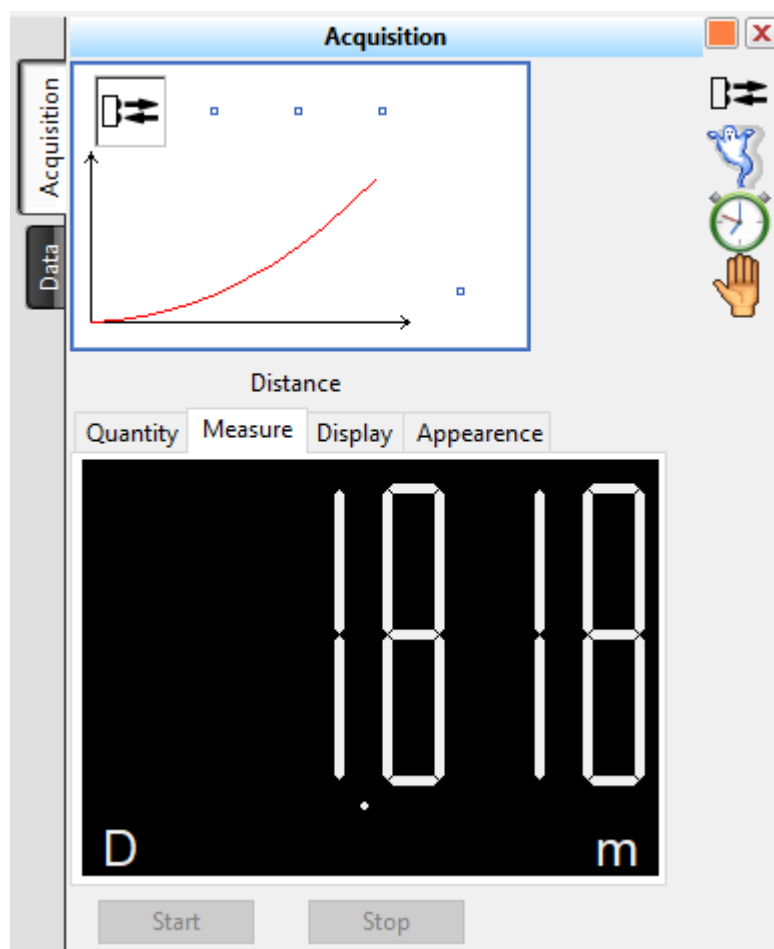 Acquisition
Acquisition
Data
Distance
Quantity Measure Display Appearence
1.818
D m
Start Stop